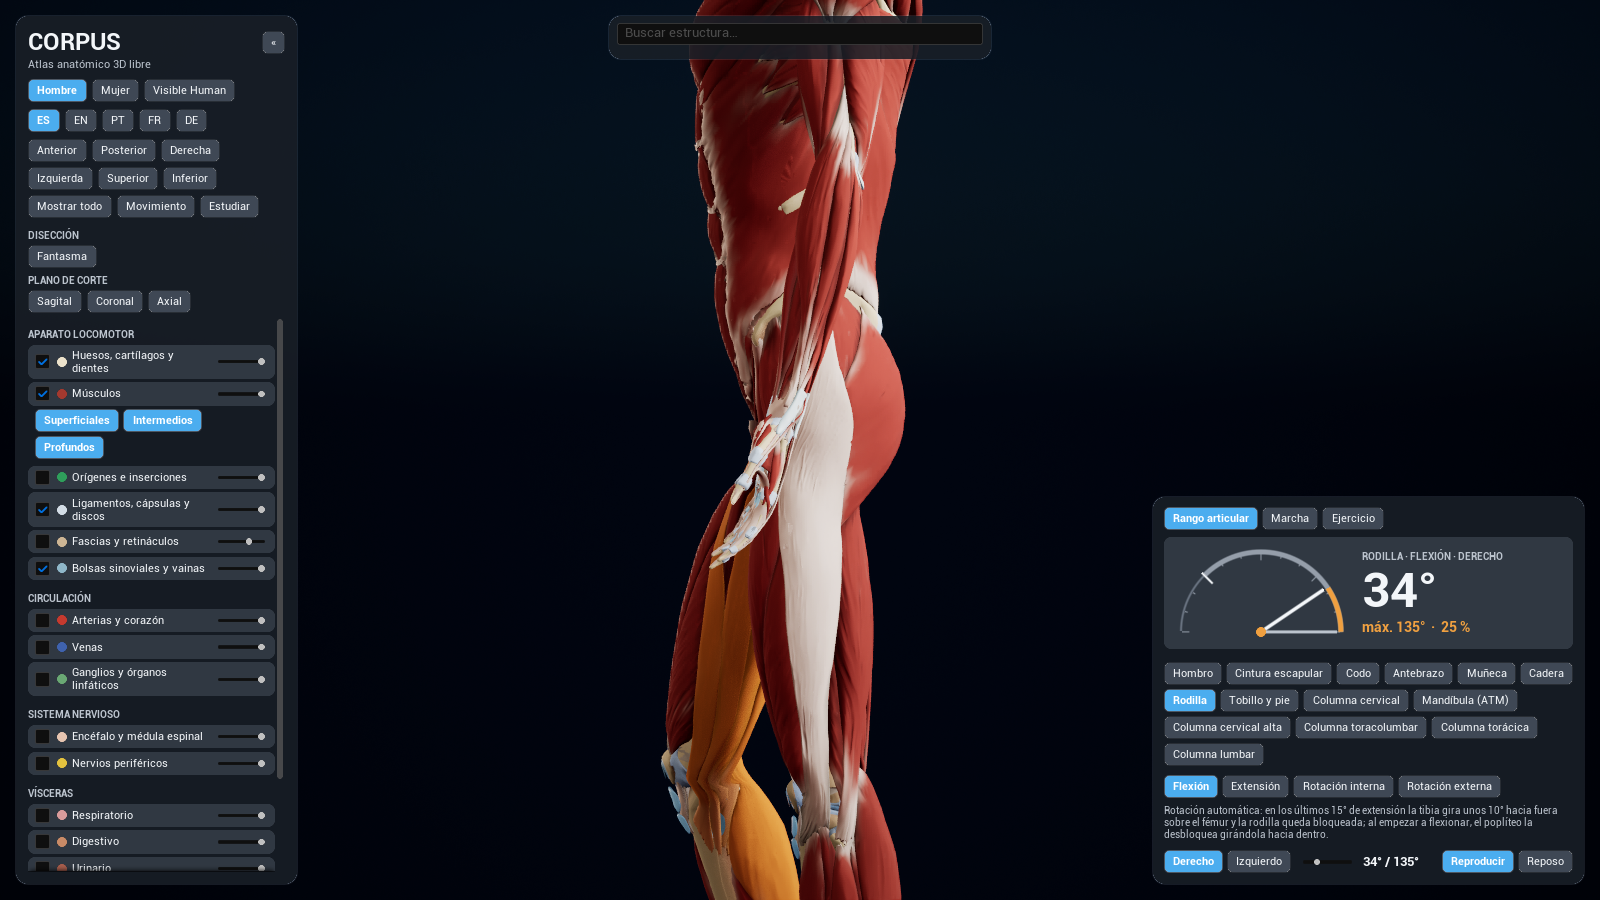 CORPUS
«
Atlas anatómico 3D libre
Hombre Mujer Visible Human
ES EN PT FR DE
Anterior Posterior Derecha
Izquierda Superior Inferior
Mostrar todo Movimiento Estudiar
DISECCIÓN
Fantasma
PLANO DE CORTE
Sagital Coronal Axial
APARATO LOCOMOTOR
Huesos, cartílagos y
dientes
Músculos
Superficiales Intermedios
Profundos
Orígenes e inserciones
Ligamentos, cápsulas y
discos
Fascias y retináculos
Bolsas sinoviales y vainas
CIRCULACIÓN
Arterias y corazón
Venas
Ganglios y órganos
linfáticos
SISTEMA NERVIOSO
Encéfalo y médula espinal
Nervios periféricos
VÍSCERAS
Respiratorio
Digestivo
Urinario
Buscar estructura...
Rango articular Marcha Ejercicio
RODILLA · FLEXIÓN · DERECHO
34°
máx. 135° · 25 %
Hombro Cintura escapular Codo Antebrazo Muñeca Cadera
Rodilla Tobillo y pie Columna cervical Mandíbula (ATM)
Columna cervical alta Columna toracolumbar Columna torácica
Columna lumbar
Flexión Extensión Rotación interna Rotación externa
Rotación automática: en los últimos 15° de extensión la tibia gira unos 10° hacia fuera
sobre el fémur y la rodilla queda bloqueada; al empezar a flexionar, el poplíteo la
desbloquea girándola hacia dentro.
Derecho Izquierdo 34° / 135° Reproducir Reposo